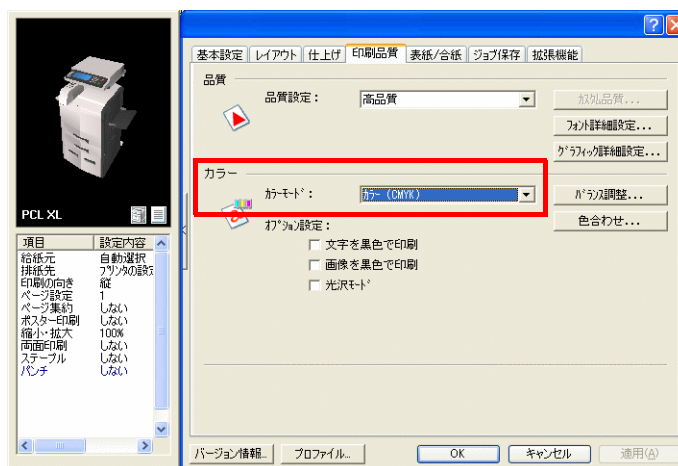 基本設定 レイアウト 仕上げ 印刷品質 表紙/合紙 ジョブ保存 拡張機能
品質
品質設定： 高品質 ｶｽﾀﾑ品質...
ﾌｫﾝﾄ詳細設定...
ｸﾞﾗﾌｨｯｸ詳細設定...
カラー
ｶﾗｰﾓｰﾄﾞ： ｶﾗｰ (CMYK) ﾊﾞﾗﾝｽ調整...
色合わせ...
ｵﾌﾟｼｮﾝ設定：
文字を黒色で印刷
画像を黒色で印刷
光沢ﾓｰﾄﾞ
PCL XL
項目 設定内容
給紙元 自動選択
排紙先 ﾌﾟﾘﾝﾀの設定
印刷の向き 縦
ページ設定 1
ページ集約 しない
ポスター印刷 しない
縮小・拡大 100%
両面印刷 しない
ステープル しない
パンチ しない
バージョン情報... プロファイル... OK キャンセル 適用(A)